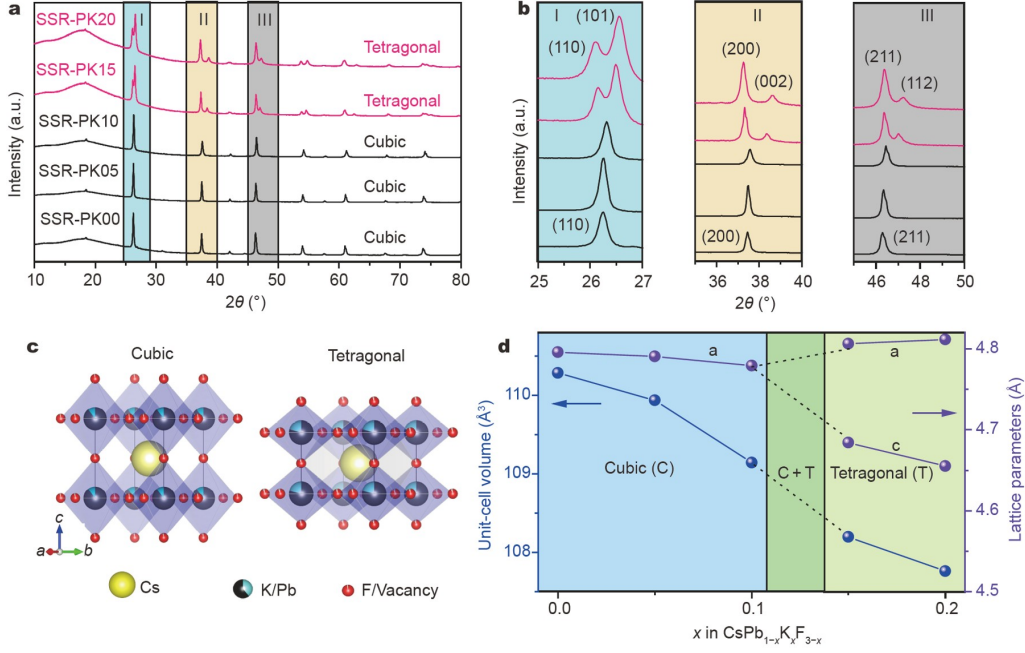 a
SSR-PK20
I
II
III
Tetragonal
SSR-PK15
Tetragonal
SSR-PK10
Cubic
SSR-PK05
Cubic
SSR-PK00
Cubic
Intensity (a.u.)
10 20 30 40 50 60 70 80
2θ (°)
b
I
(101)
(110)
(110)
25 26 27
II
(200)
(002)
(200)
35 40
III
(211)
(112)
(211)
46 48 50
Intensity (a.u.)
2θ (°)
c
Cubic
Tetragonal
c
a
b
Cs
K/Pb
F/Vacancy
d
a
a
c
Cubic (C)
C + T
Tetragonal (T)
110
109
108
Unit-cell volume (Å³)
4.8
4.7
4.6
4.5
Lattice parameters (Å)
0.0 0.1 0.2
x in CsPb₁₋ₓKₓF₃₋ₓ